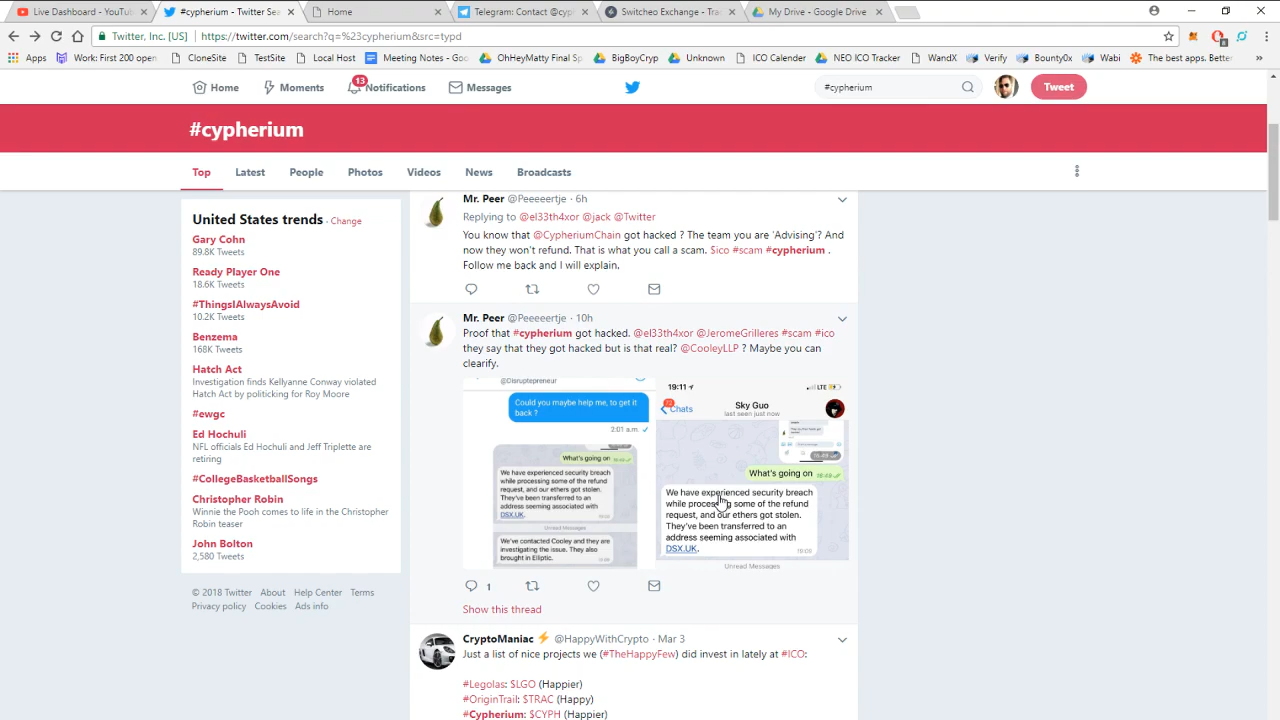 Live Dashboard - YouTu
#cypherium - Twitter Sea
Home
Telegram: Contact @cyp
Switcheo Exchange - Tra
My Drive - Google Drive
Twitter, Inc. [US]
https://twitter.com/search?q=%23cypherium&src=typd
Apps
Work: First 200 open
CloneSite
TestSite
Local Host
Meeting Notes - Goo
OhHeyMatty Final Sp
BigBoyCryp
Unknown
ICO Calender
NEO ICO Tracker
WandX
Verify
Bounty0x
Wabi
The best apps. Bette
»
Home
Moments
13
Notifications
Messages
#cypherium
Tweet
#cypherium
Top
Latest
People
Photos
Videos
News
Broadcasts
United States trends · Change
Gary Cohn
89.8K Tweets
Ready Player One
18.6K Tweets
#ThingsIAlwaysAvoid
10.2K Tweets
Benzema
168K Tweets
Hatch Act
Investigation finds Kellyanne Conway violated
Hatch Act by politicking for Roy Moore
#ewgc
Ed Hochuli
NFL officials Ed Hochuli and Jeff Triplette are
retiring
#CollegeBasketballSongs
Christopher Robin
Winnie the Pooh comes to life in the Christopher
Robin teaser
John Bolton
2,580 Tweets
© 2018 Twitter About Help Center Terms
Privacy policy Cookies Ads info
Mr. Peer @Peeeeertje · 6h
Replying to @el33th4xor @jack @Twitter
You know that @CypheriumChain got hacked ? The team you are 'Advising'? And
now they won't refund. That is what you call a scam. $ico #scam #cypherium .
Follow me back and I will explain.
Mr. Peer @Peeeeertje · 10h
Proof that #cypherium got hacked. @el33th4xor @JeromeGrilleres #scam #ico
they say that they got hacked but is that real? @CooleyLLP ? Maybe you can
clearify.
@Disruptepreneur
Could you maybe help me, to get it
back ?
2:01 a.m.
What's going on
We have experienced security breach
while processing some of the refund
request, and our ethers got stolen.
They've been transferred to an
address seeming associated with
DSX.UK.
Unread Messages
We've contacted Cooley and they are
investigating the issue. They also
brought in Elliptic.
19:11
LTE
Chats
Sky Guo
last seen just now
What's going on
We have experienced security breach
while processing some of the refund
request, and our ethers got stolen.
They've been transferred to an
address seeming associated with
DSX.UK.
Unread Messages
1
Show this thread
CryptoManiac ⚡ @HappyWithCrypto · Mar 3
Just a list of nice projects we (#TheHappyFew) did invest in lately at #ICO:
#Legolas: $LGO (Happier)
#OriginTrail: $TRAC (Happy)
#Cypherium: $CYPH (Happier)